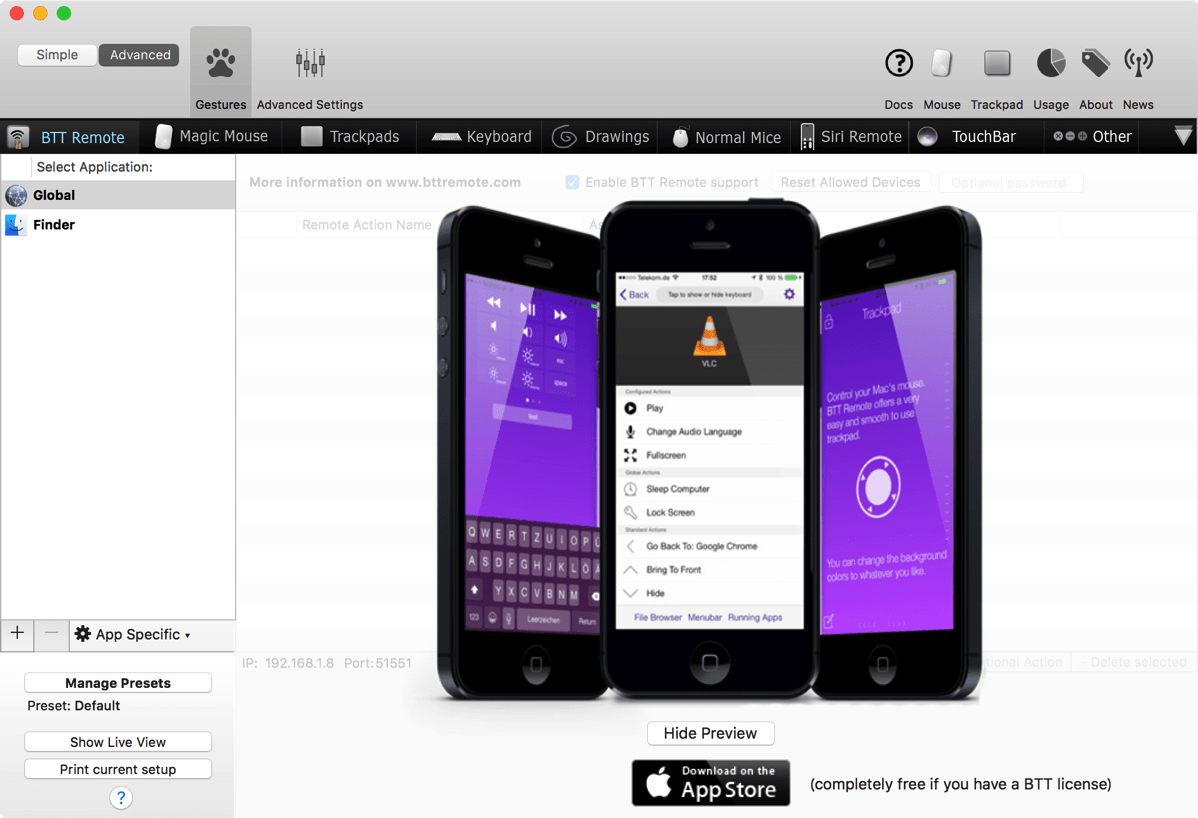 Simple
Advanced
Gestures
Advanced Settings
Docs
Mouse
Trackpad
Usage
About
News
BTT Remote
Magic Mouse
Trackpads
Keyboard
Drawings
Normal Mice
Siri Remote
TouchBar
Other
Select Application:
Global
Finder
More information on www.bttremote.com
Enable BTT Remote support
Reset Allowed Devices
Optional password
Remote Action Name
As
esc
space
test
Q W E R T Z U I O P Ü
A S D F G H J K L Ö
Y X C V B N M
123
Leerzeichen
Return
Telekom.de
17:52
100 %
Back
Tap to show or hide keyboard
VLC
Configured Actions
Play
Change Audio Language
Fullscreen
Global Actions
Sleep Computer
Lock Screen
Standard Actions
Go Back To: Google Chrome
Bring To Front
Hide
File Browser Menubar Running Apps
Trackpad
Control your Mac's mouse.
BTT Remote offers a very
easy and smooth to use
trackpad.
You can change the background
colors to whatever you like.
+
−
App Specific
IP: 192.168.1.8 Port:51551
tional Action
- Delete selected
Manage Presets
Preset: Default
Show Live View
Print current setup
?
Hide Preview
Download on the
App Store
(completely free if you have a BTT license)